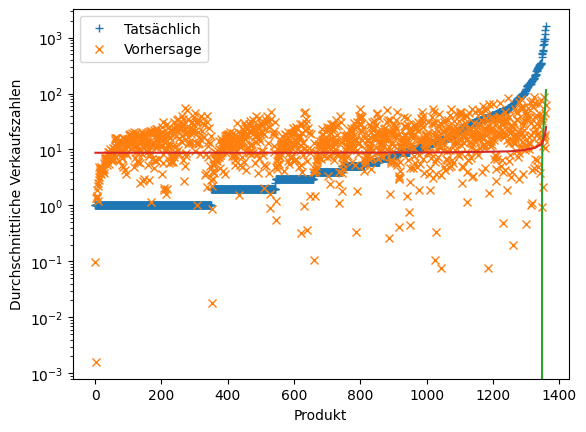 Tatsächlich
Vorhersage
10³
10²
10¹
10⁰
10⁻¹
10⁻²
10⁻³
Durchschnittliche Verkaufszahlen
0 200 400 600 800 1000 1200 1400
Produkt